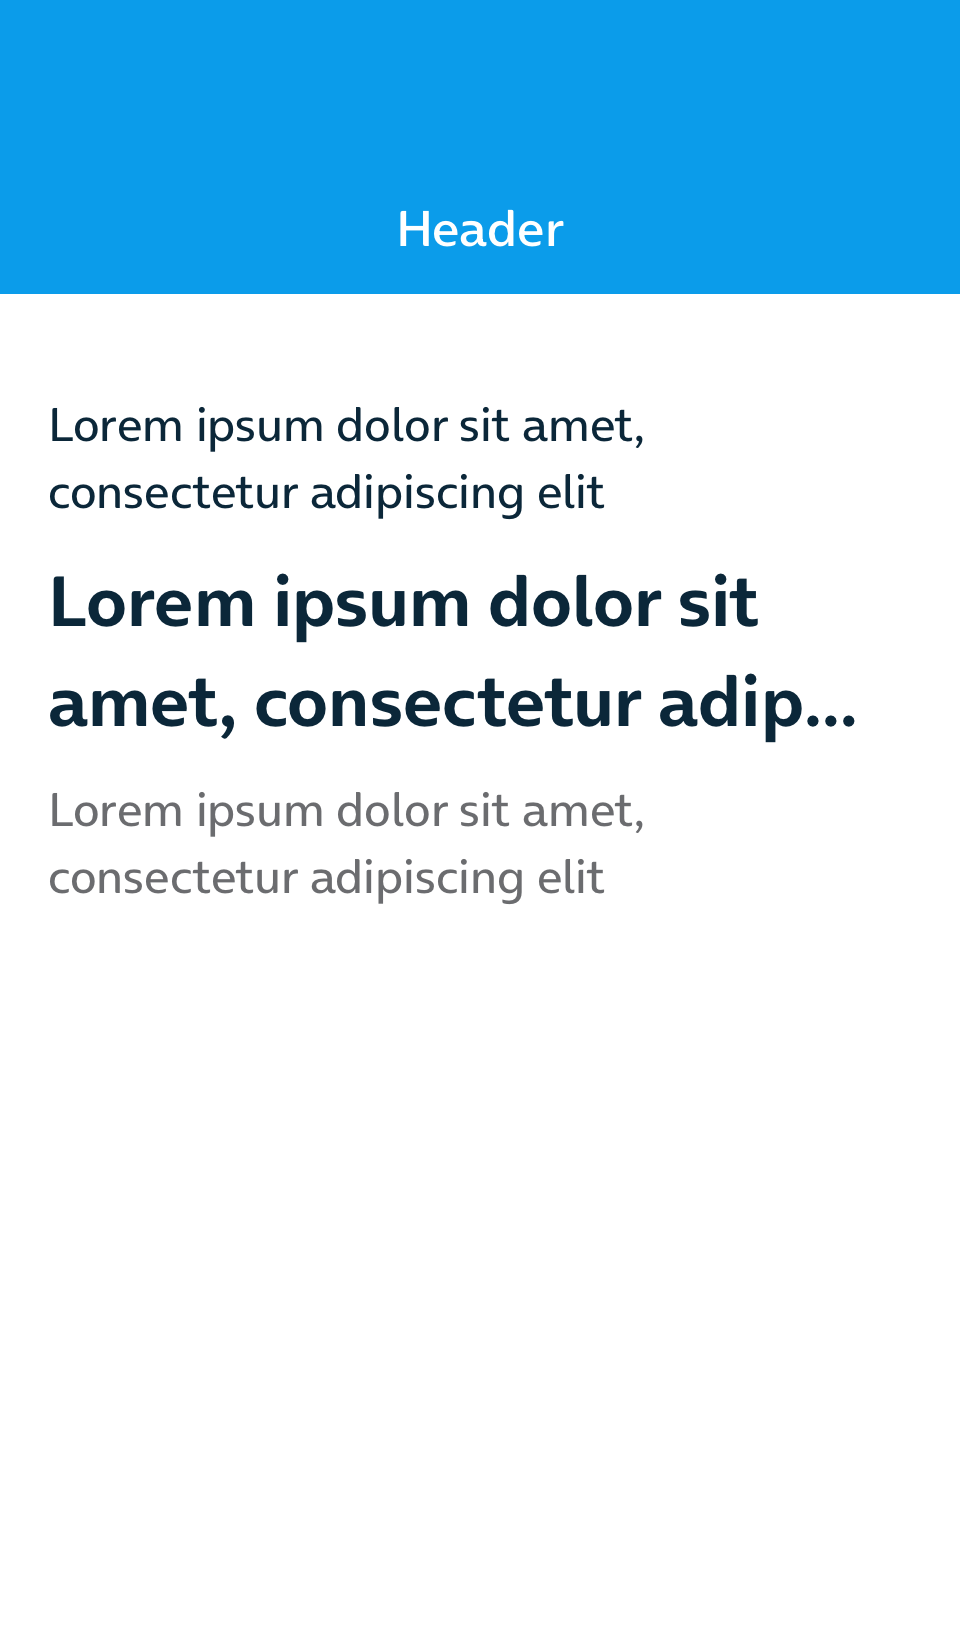 Header
Lorem ipsum dolor sit amet,
consectetur adipiscing elit
Lorem ipsum dolor sit
amet, consectetur adip...
Lorem ipsum dolor sit amet,
consectetur adipiscing elit